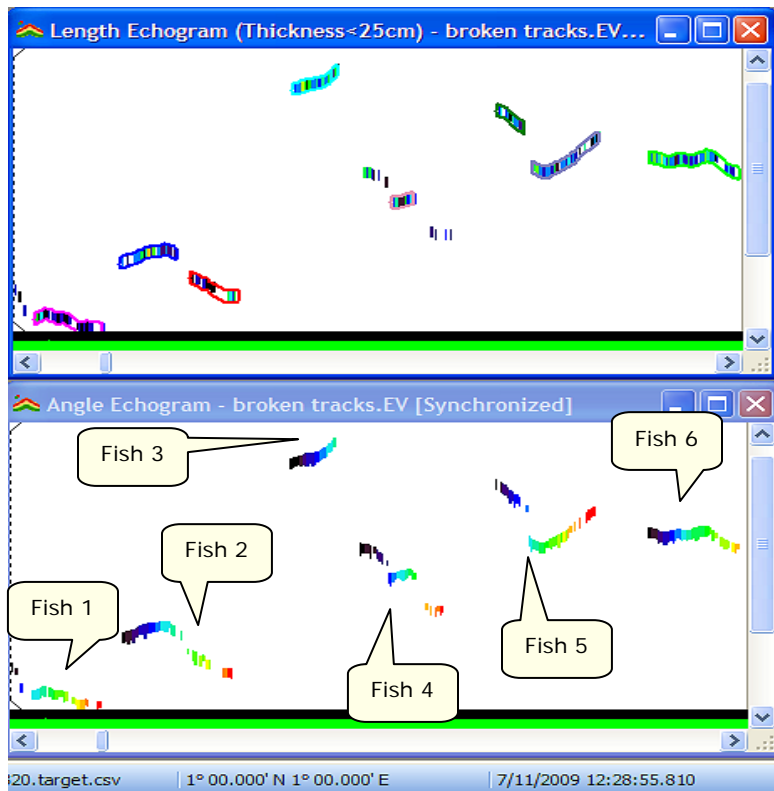 Length Echogram (Thickness<25cm) - broken tracks.EV...
Angle Echogram - broken tracks.EV [Synchronized]
Fish 3
Fish 6
Fish 2
Fish 1
Fish 5
Fish 4
320.target.csv
1° 00.000' N 1° 00.000' E
7/11/2009 12:28:55.810